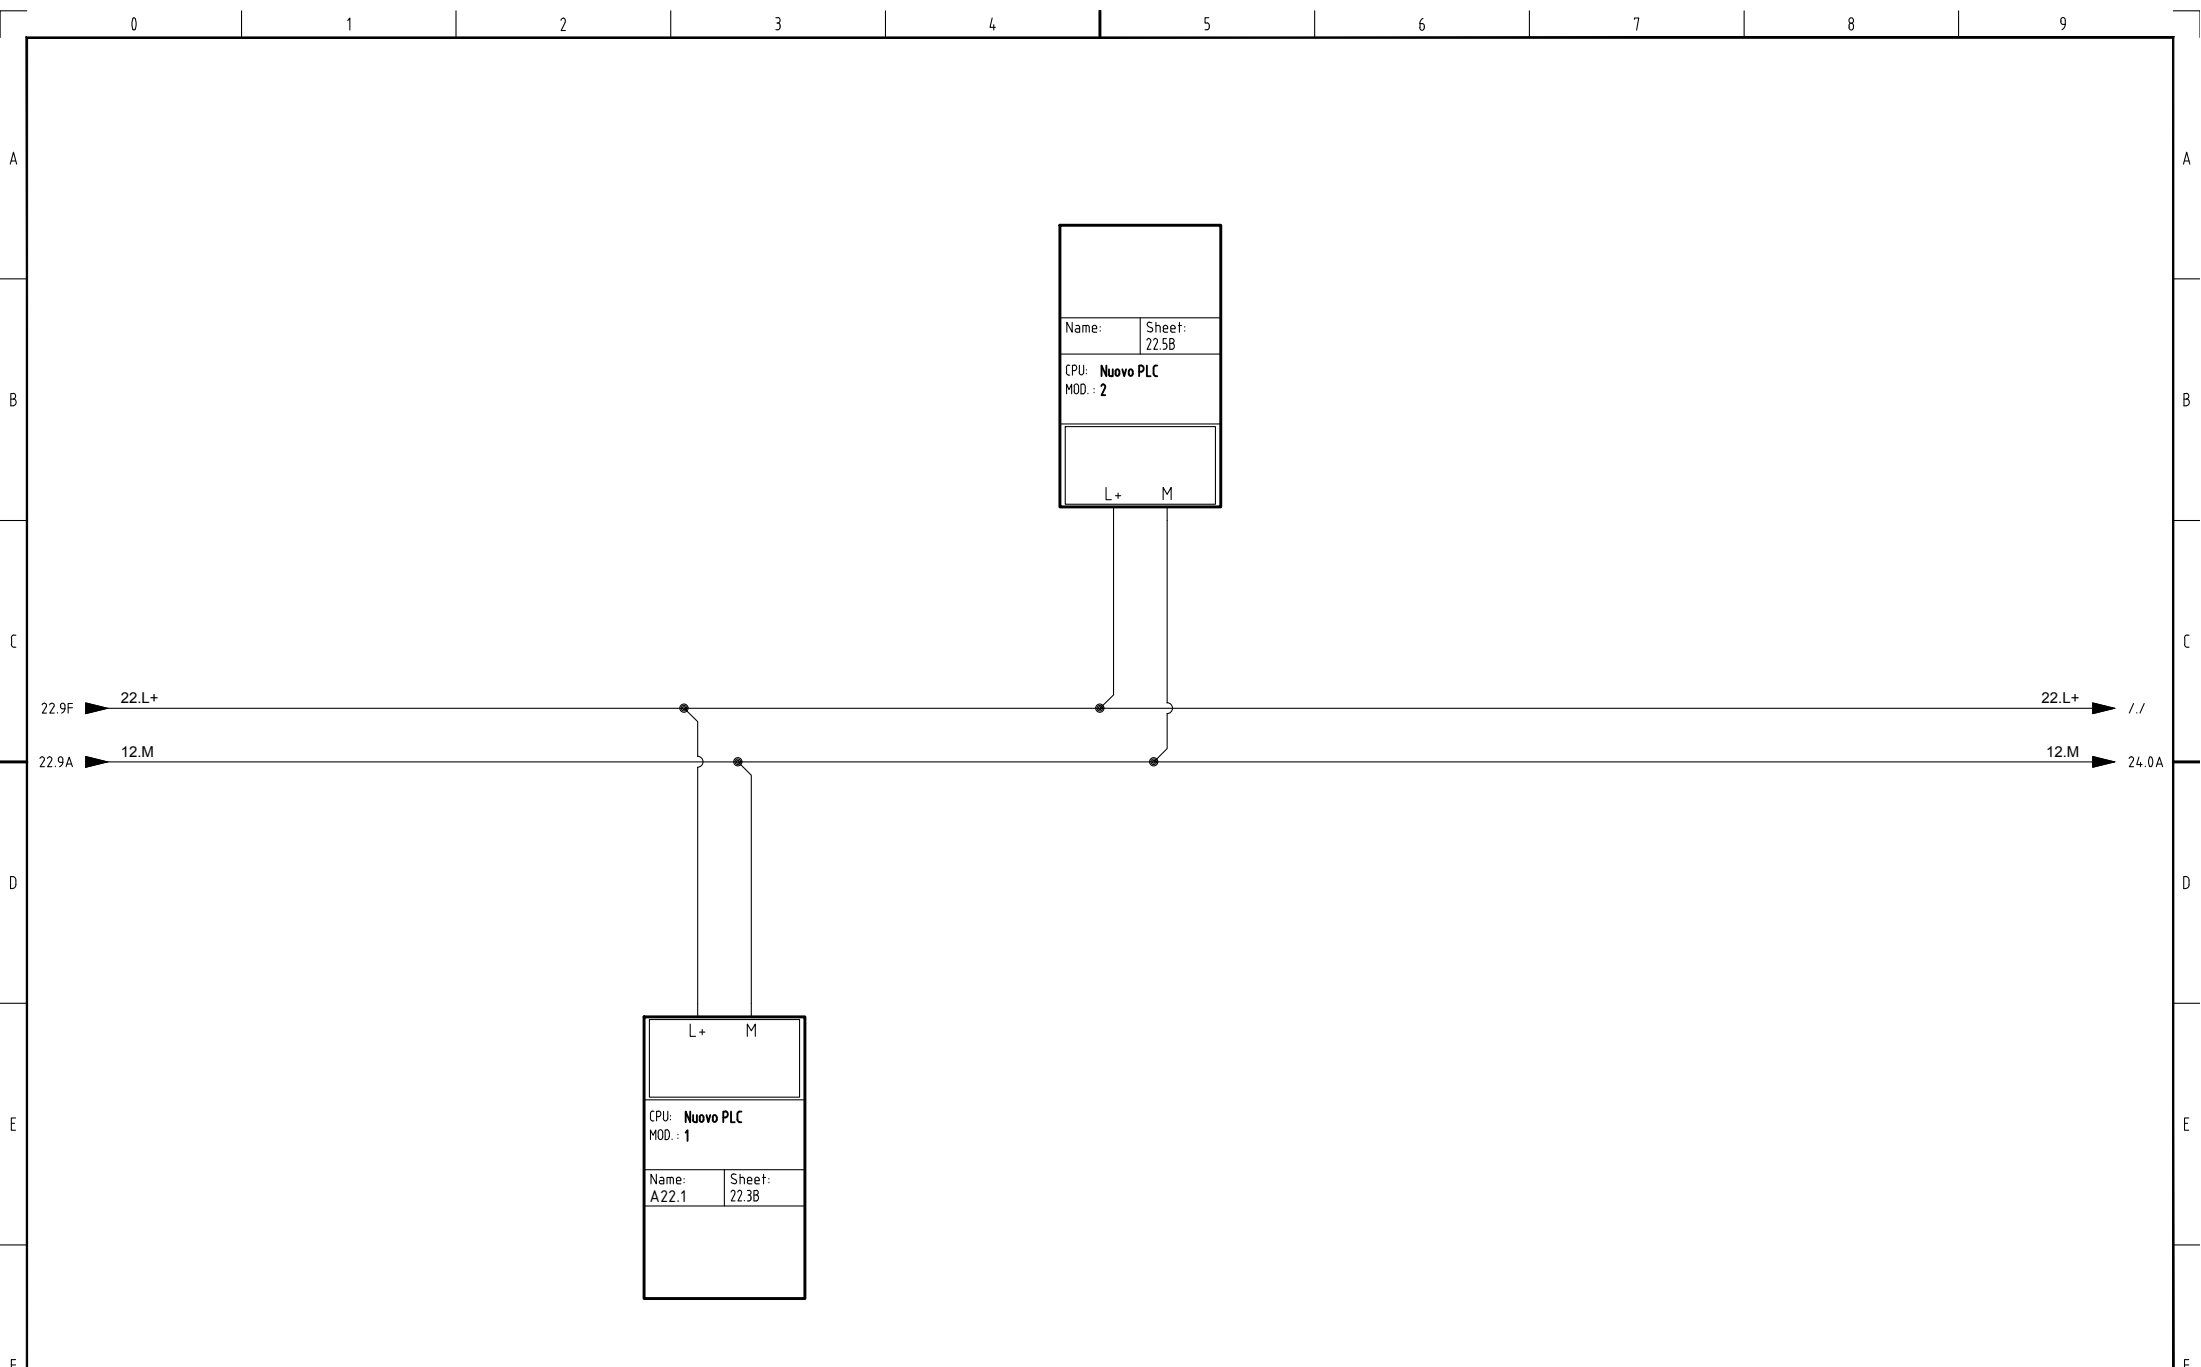 0 1 2 3 4 5 6 7 8 9
A A
Name: Sheet:
22.5B
CPU: Nuovo PLC
MOD. : 2
B B
L+ M
C C
22.L+ 22.L+
22.9F /./
12.M 12.M
22.9A 24.0A
D D
L+ M
CPU: Nuovo PLC
MOD. : 1
E E
Name: Sheet:
A22.1 22.3B